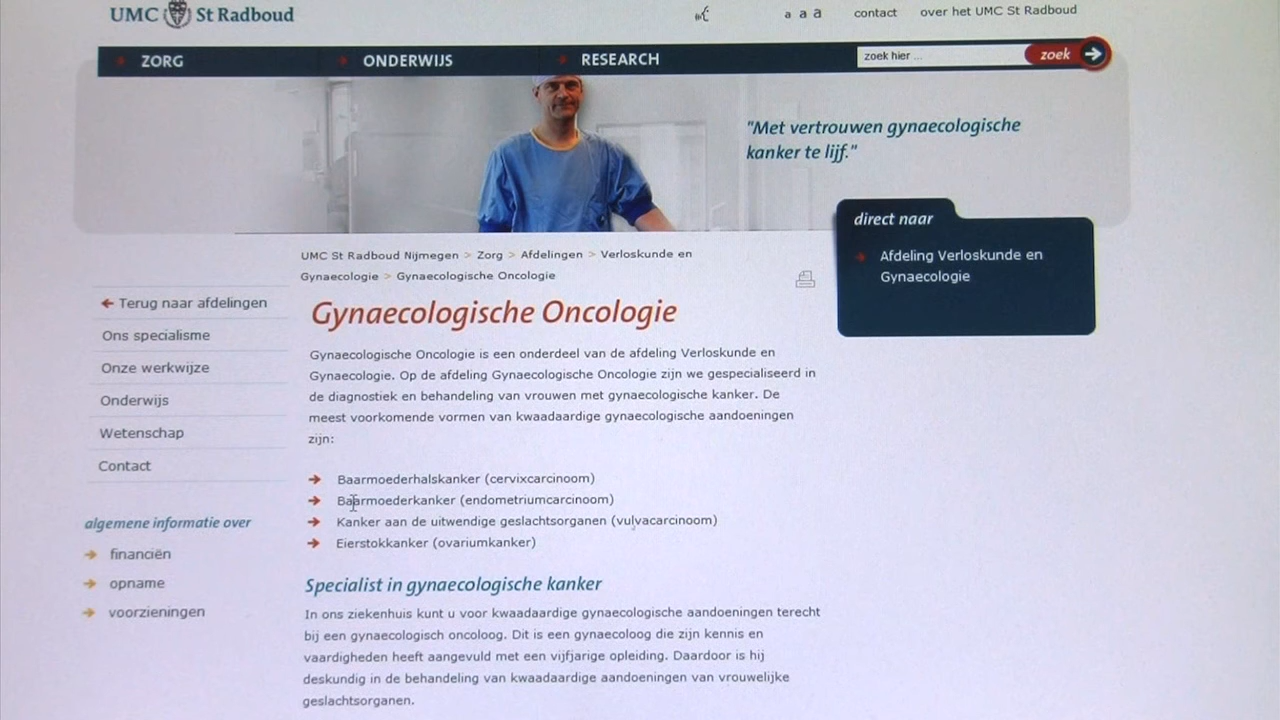 UMC St Radboud
a a a contact over het UMC St Radboud
ZORG ONDERWIJS RESEARCH zoek hier ... zoek
"Met vertrouwen gynaecologische
kanker te lijf."
direct naar
Afdeling Verloskunde en
Gynaecologie
UMC St Radboud Nijmegen > Zorg > Afdelingen > Verloskunde en
Gynaecologie > Gynaecologische Oncologie
Terug naar afdelingen
Ons specialisme
Onze werkwijze
Onderwijs
Wetenschap
Contact
algemene informatie over
financiën
opname
voorzieningen
Gynaecologische Oncologie
Gynaecologische Oncologie is een onderdeel van de afdeling Verloskunde en
Gynaecologie. Op de afdeling Gynaecologische Oncologie zijn we gespecialiseerd in
de diagnostiek en behandeling van vrouwen met gynaecologische kanker. De
meest voorkomende vormen van kwaadaardige gynaecologische aandoeningen
zijn:
Baarmoederhalskanker (cervixcarcinoom)
Baarmoederkanker (endometriumcarcinoom)
Kanker aan de uitwendige geslachtsorganen (vulvacarcinoom)
Eierstokkanker (ovariumkanker)
Specialist in gynaecologische kanker
In ons ziekenhuis kunt u voor kwaadaardige gynaecologische aandoeningen terecht
bij een gynaecologisch oncoloog. Dit is een gynaecoloog die zijn kennis en
vaardigheden heeft aangevuld met een vijfjarige opleiding. Daardoor is hij
deskundig in de behandeling van kwaadaardige aandoeningen van vrouwelijke
geslachtsorganen.